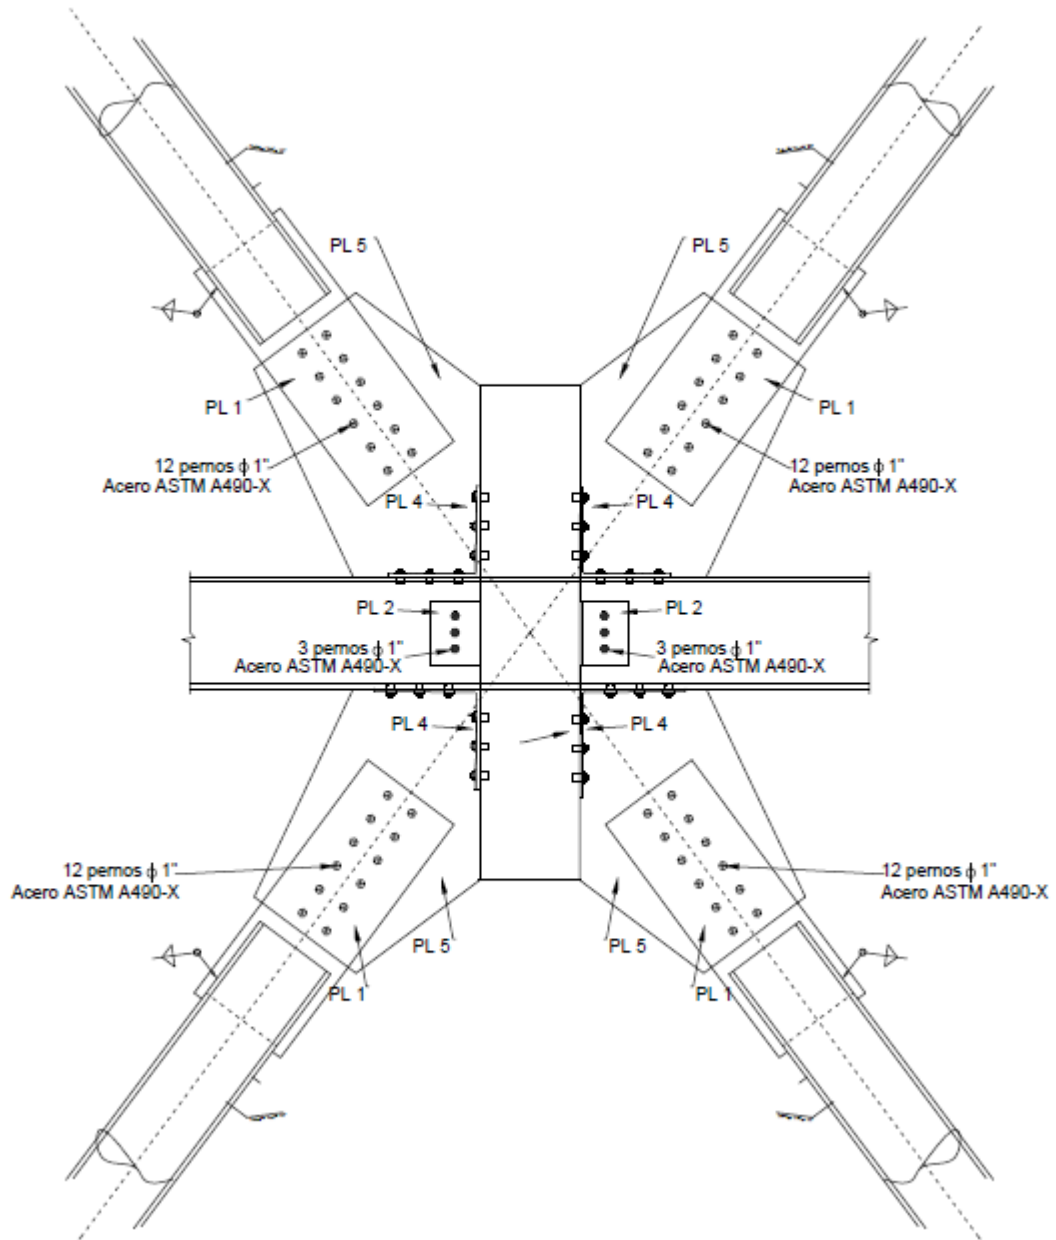 PL 5
PL 5
PL 1
PL 1
12 pernos ϕ 1"
Acero ASTM A490-X
12 pernos ϕ 1"
Acero ASTM A490-X
PL 4
PL 4
PL 2
PL 2
3 pernos ϕ 1"
Acero ASTM A490-X
3 pernos ϕ 1"
Acero ASTM A490-X
PL 4
PL 4
12 pernos ϕ 1"
Acero ASTM A490-X
12 pernos ϕ 1"
Acero ASTM A490-X
PL 5
PL 5
PL 1
PL 1